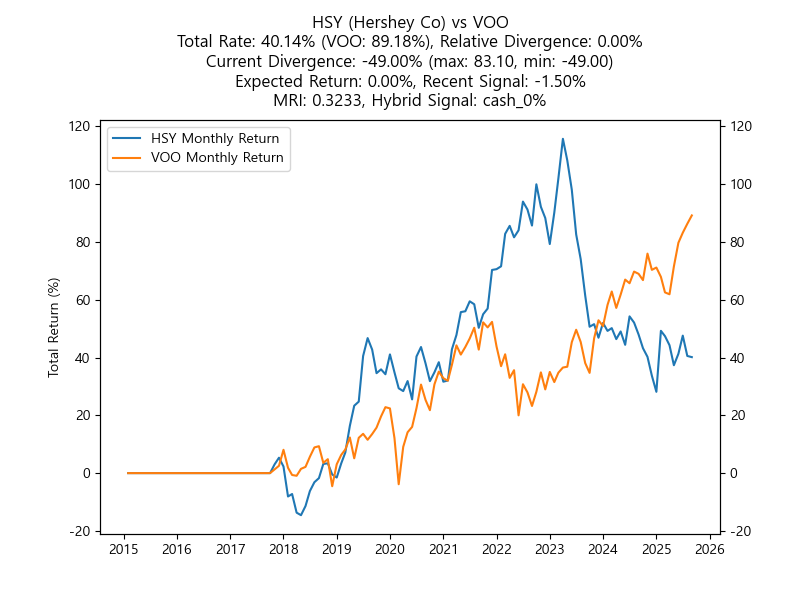 HSY (Hershey Co) vs VOO
Total Rate: 40.14% (VOO: 89.18%), Relative Divergence: 0.00%
Current Divergence: -49.00% (max: 83.10, min: -49.00)
Expected Return: 0.00%, Recent Signal: -1.50%
MRI: 0.3233, Hybrid Signal: cash_0%
HSY Monthly Return
VOO Monthly Return
Total Return (%)
120
100
80
60
40
20
0
-20
120
100
80
60
40
20
0
-20
2015 2016 2017 2018 2019 2020 2021 2022 2023 2024 2025 2026